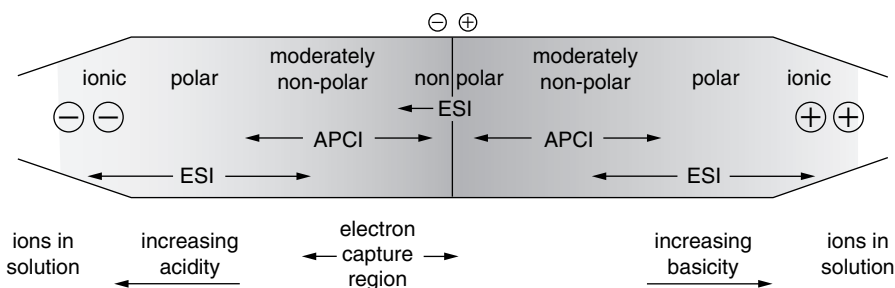 ⊖ ⊕
moderately moderately
ionic polar non-polar non polar non-polar polar ionic
ESI
⊖ ⊖ ⊕ ⊕
APCI APCI
ESI ESI
electron
ions in increasing capture increasing ions in
solution acidity region basicity solution